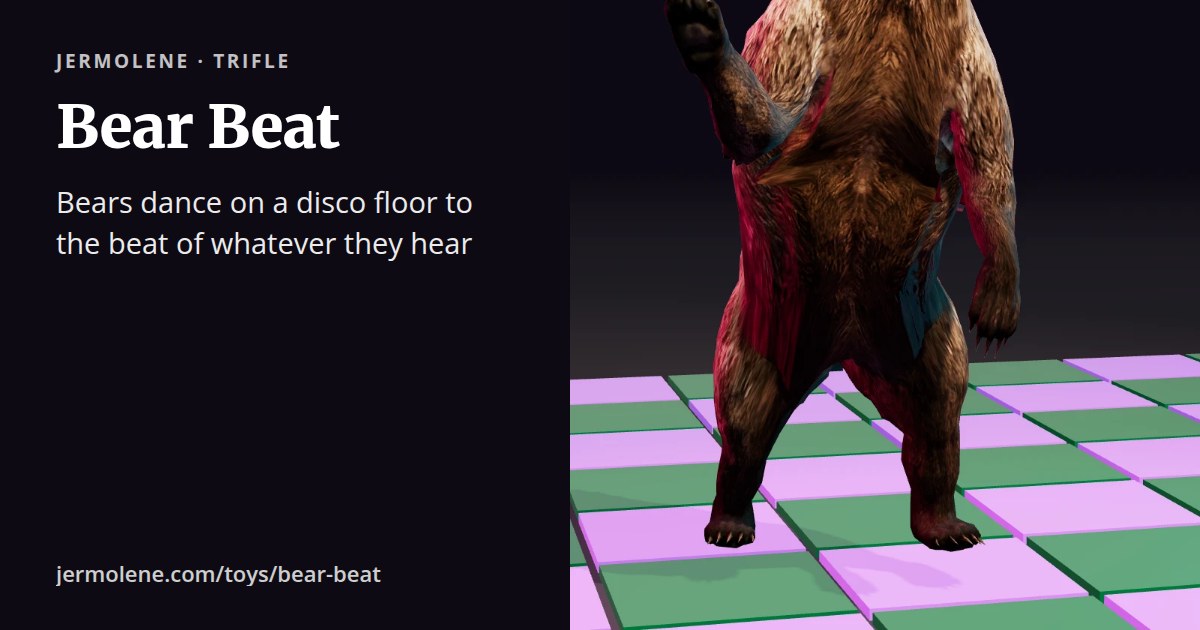 JERMOLENE · TRIFLE
Bear Beat
Bears dance on a disco floor to
the beat of whatever they hear
jermolene.com/toys/bear-beat